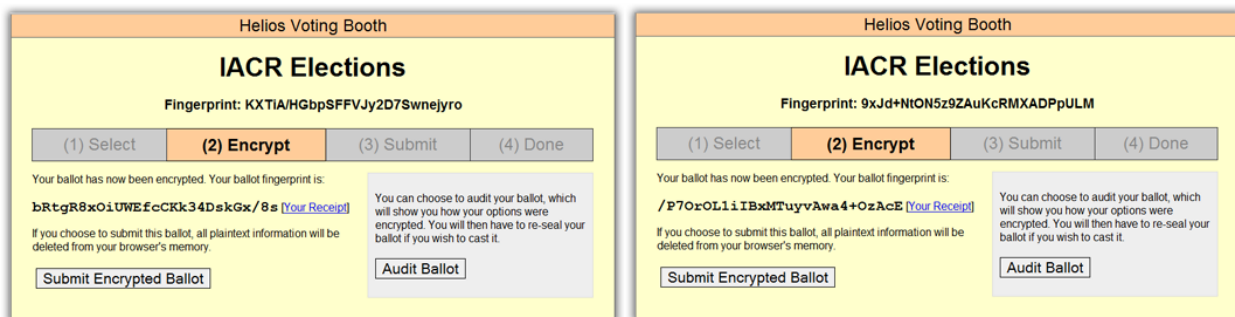 Helios Voting Booth
IACR Elections
Fingerprint: KXTiA/HGbpSFFVJy2D7Swnejyro
(1) Select (2) Encrypt (3) Submit (4) Done
Your ballot has now been encrypted. Your ballot fingerprint is:
bRtgR8xOiUWEfcCKk34DskGx/8s [Your Receipt]
If you choose to submit this ballot, all plaintext information will be
deleted from your browser's memory.
Submit Encrypted Ballot
You can choose to audit your ballot, which
will show you how your options were
encrypted. You will then have to re-seal your
ballot if you wish to cast it.
Audit Ballot
Helios Voting Booth
IACR Elections
Fingerprint: 9xJd+NtON5z9ZAuKcRMXADPpULM
(1) Select (2) Encrypt (3) Submit (4) Done
Your ballot has now been encrypted. Your ballot fingerprint is:
/P7OrOL1iIBxMTuyvAwa4+OzAcE [Your Receipt]
If you choose to submit this ballot, all plaintext information will be
deleted from your browser's memory.
Submit Encrypted Ballot
You can choose to audit your ballot, which
will show you how your options were
encrypted. You will then have to re-seal your
ballot if you wish to cast it.
Audit Ballot